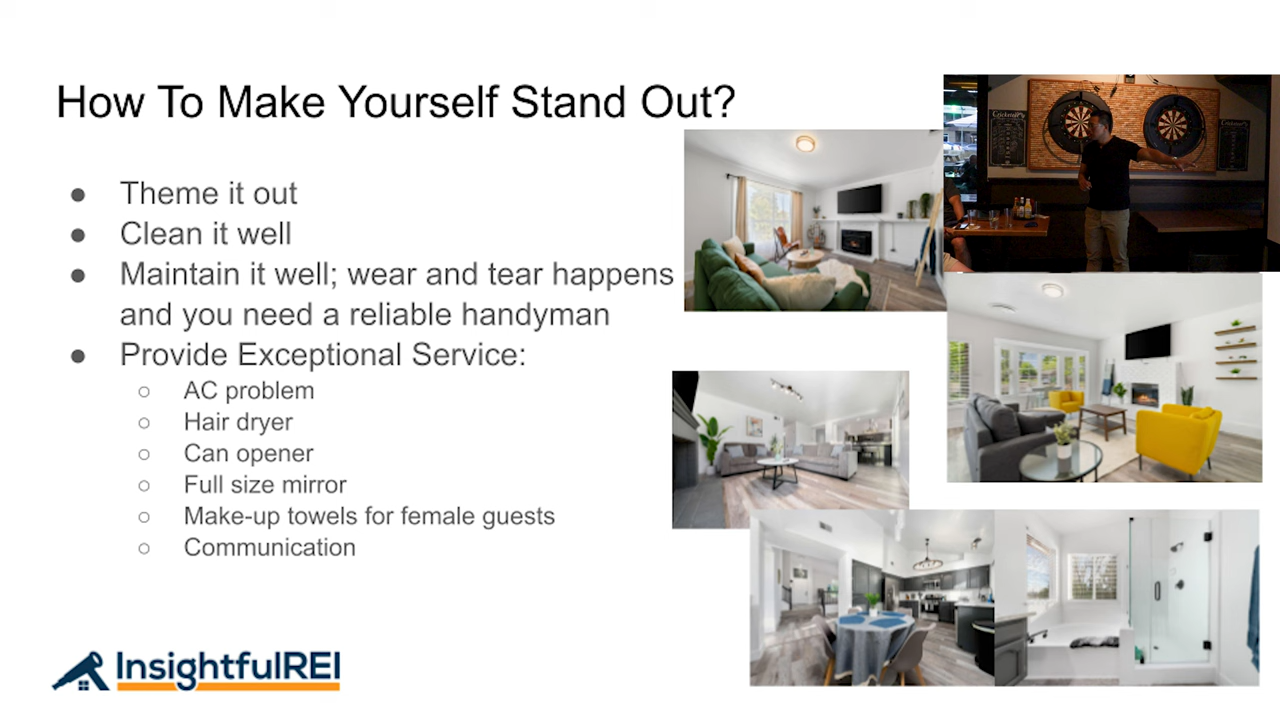 How To Make Yourself Stand Out?
● Theme it out
● Clean it well
● Maintain it well; wear and tear happens
and you need a reliable handyman
● Provide Exceptional Service:
○ AC problem
○ Hair dryer
○ Can opener
○ Full size mirror
○ Make-up towels for female guests
○ Communication
InsightfulREI